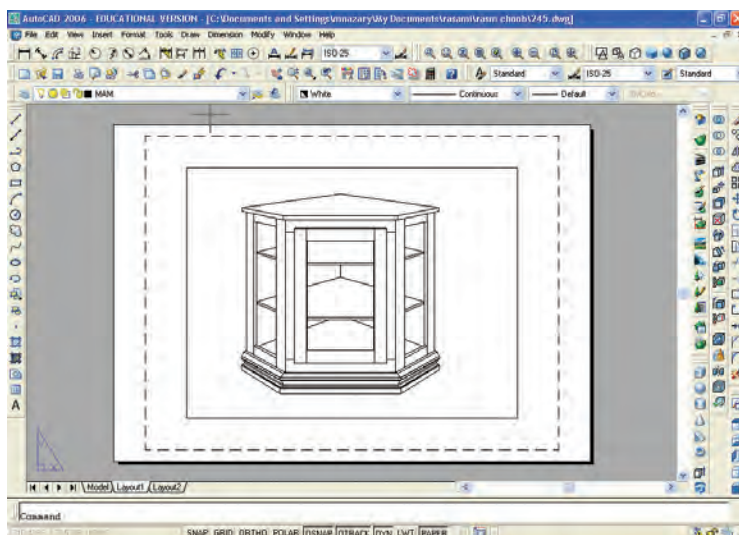 AutoCAD 2006 - EDUCATIONAL VERSION - [C:\Documents and Settings\mnazary\My Documents\rasami\rasm choob\245.dwg]
File Edit View Insert Format Tools Draw Dimension Modify Window Help
ISO-25
Standard ISO-25 Standard
MAM White Continuous Default
A
Model Layout1 Layout2
Command
SNAP GRID ORTHO POLAR OSNAP OTRACK DYN LWT PAPER